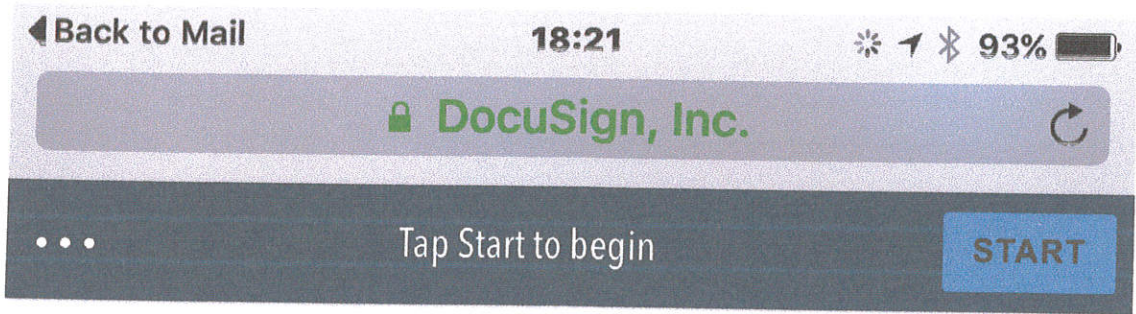 Back to Mail 18:21 93%
DocuSign, Inc.
••• Tap Start to begin START